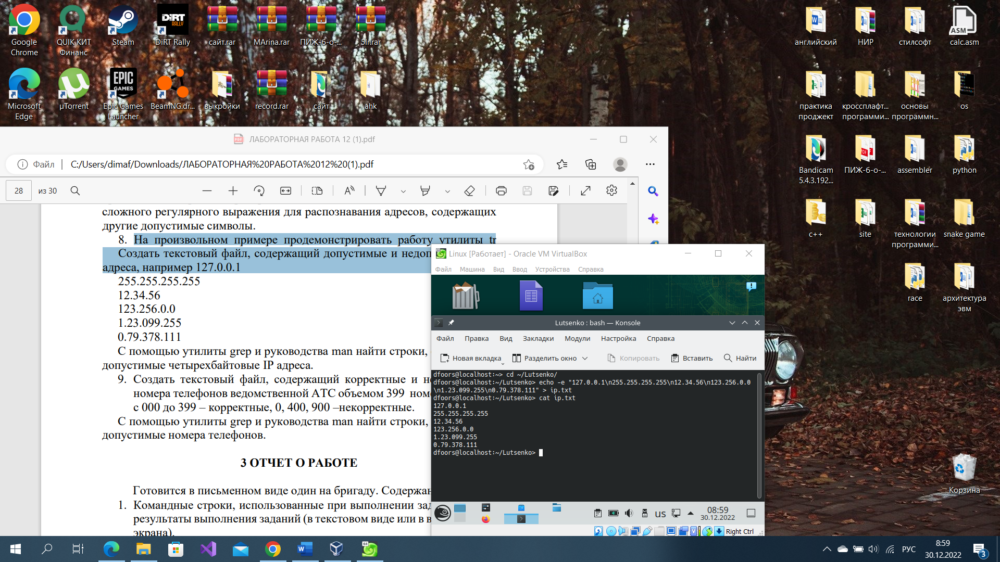 Google
Chrome
QUIK КИТ
Финанс
Steam
DiRT Rally
сайт.rar
MArina.rar
ПИЖ-6-о-...
5lr.rar
английский
НИР
стилсофт
ASM
calc.asm
Microsoft
Edge
µTorrent
EPIC
GAMES
Epic Games
Launcher
BeamNG.dr...
выкройки
record.rar
сайт
ahk
практика
проджект
кроссплафт...
программи...
основы
программн...
os
Bandicam
5.4.3.192...
ПИЖ-6-о-...
assembler
python
c++
site
технологии
программи...
snake game
race
архитектура
эвм
Корзина
ЛАБОРАТОРНАЯ РАБОТА 12 (1).pdf
Файл
C:/Users/dimaf/Downloads/ЛАБОРАТОРНАЯ%20РАБОТА%2012%20(1).pdf
28 из 30
сложного регулярного выражения для распознавания адресов, содержащих
другие допустимые символы.
8. На произвольном примере продемонстрировать работу утилиты tr
Создать текстовый файл, содержащий допустимые и недоп
адреса, например 127.0.0.1
255.255.255.255
12.34.56
123.256.0.0
1.23.099.255
0.79.378.111
С помощью утилиты grep и руководства man найти строки,
допустимые четырехбайтовые IP адреса.
9. Создать текстовый файл, содержащий корректные и не
номера телефонов ведомственной АТС объемом 399 номе
с 000 до 399 – корректные, 0, 400, 900 –некорректные.
С помощью утилиты grep и руководства man найти строки,
допустимые номера телефонов.
3 ОТЧЕТ О РАБОТЕ
Готовится в письменном виде один на бригаду. Содержан
1. Командные строки, использованные при выполнении зад
результаты выполнения заданий (в текстовом виде или в в
экрана).
Linux [Работает] - Oracle VM VirtualBox
Файл Машина Вид Ввод Устройства Справка
Lutsenko : bash — Konsole
Файл Правка Вид Закладки Модули Настройка Справка
Новая вкладка Разделить окно Копировать Вставить Найти
dfoors@localhost:~> cd ~/Lutsenko/
dfoors@localhost:~/Lutsenko> echo -e "127.0.0.1\n255.255.255.255\n12.34.56\n123.256.0.0
\n1.23.099.255\n0.79.378.111" > ip.txt
dfoors@localhost:~/Lutsenko> cat ip.txt
127.0.0.1
255.255.255.255
12.34.56
123.256.0.0
1.23.099.255
0.79.378.111
dfoors@localhost:~/Lutsenko>
us
08:59
30.12.2022
Right Ctrl
РУС
8:59
30.12.2022
3